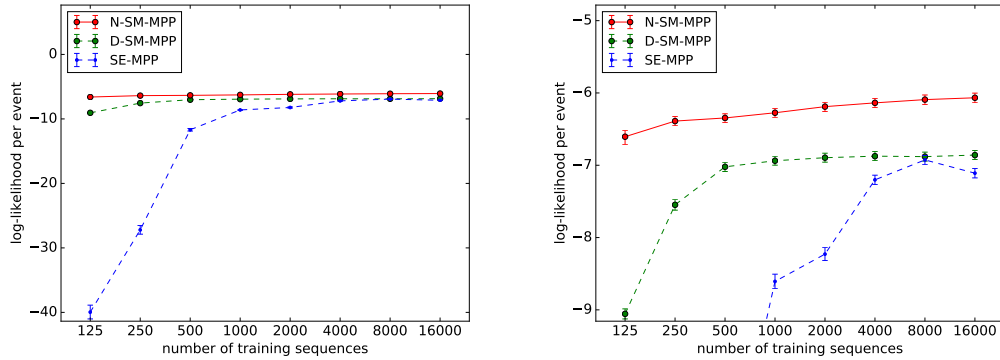 N-SM-MPP
D-SM-MPP
SE-MPP
0
−10
−20
−30
−40
log-likelihood per event
125 250 500 1000 2000 4000 8000 16000
number of training sequences
N-SM-MPP
D-SM-MPP
SE-MPP
−5
−6
−7
−8
−9
log-likelihood per event
125 250 500 1000 2000 4000 8000 16000
number of training sequences